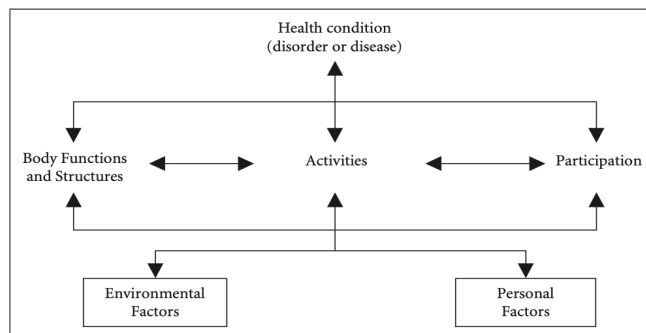 Health condition
(disorder or disease)
Body Functions
and Structures
Activities
Participation
Environmental
Factors
Personal
Factors